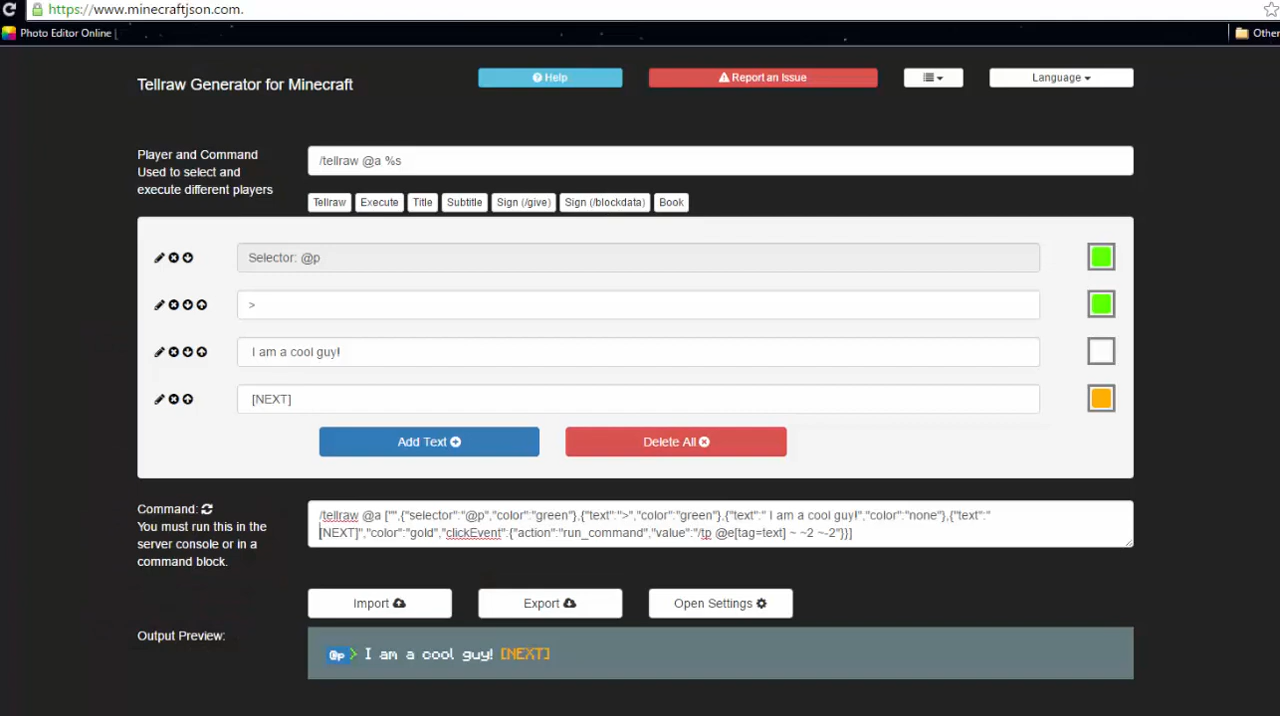 https://www.minecraftjson.com.
Photo Editor Online
Other
Tellraw Generator for Minecraft
Help
Report an Issue
Language
Player and Command
Used to select and
execute different players
/tellraw @a %s
Tellraw
Execute
Title
Subtitle
Sign (/give)
Sign (/blockdata)
Book
Selector: @p
>
I am a cool guy!
[NEXT]
Add Text
Delete All
Command:
You must run this in the
server console or in a
command block.
/tellraw @a ["",{"selector":"@p","color":"green"},{"text":">","color":"green"},{"text":" I am a cool guy!","color":"none"},{"text":"
[NEXT]","color":"gold","clickEvent":{"action":"run_command","value":"/tp @e[tag=text] ~ ~2 ~-2"}}]
Import
Export
Open Settings
Output Preview:
@p> I am a cool guy! [NEXT]